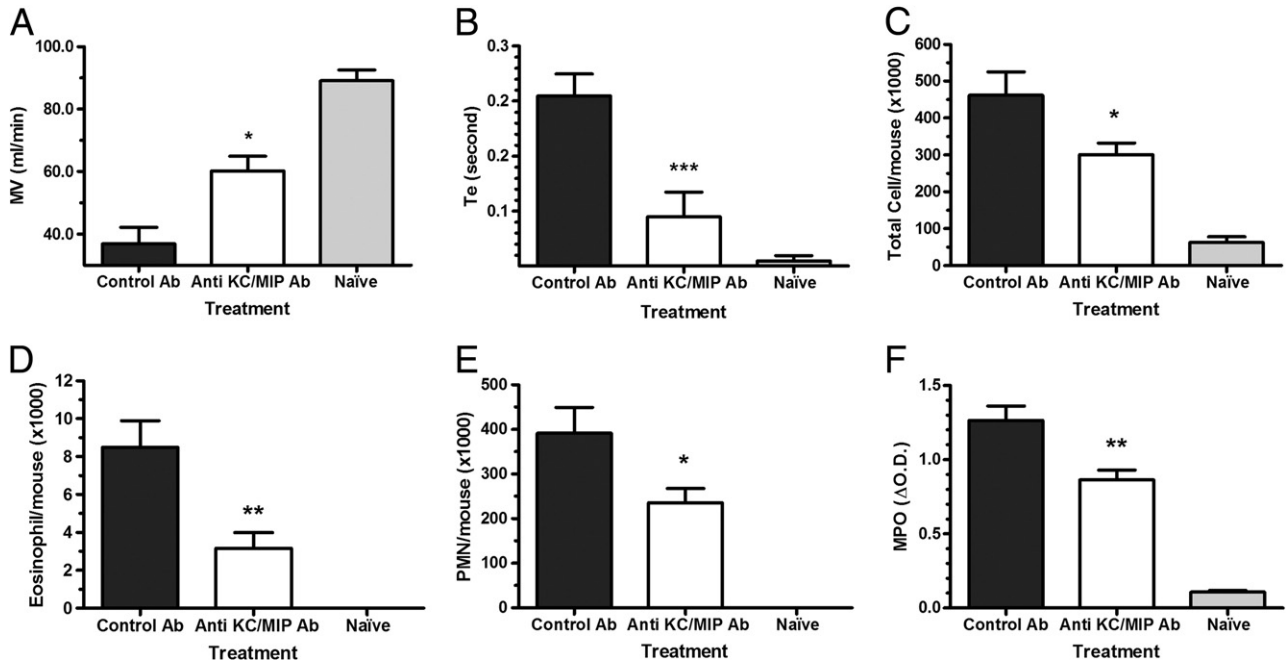 A
MV (ml/min)
100.0
80.0
60.0
40.0
*
Control Ab Anti KC/MIP Ab Naïve
Treatment
B
Te (second)
0.3
0.2
0.2
0.1
***
Control Ab Anti KC/MIP Ab Naïve
Treatment
C
Total Cell/mouse (x1000)
600
500
400
300
200
100
0
*
Control Ab Anti KC/MIP Ab Naïve
Treatment
D
Eosinophil/mouse (x1000)
12
10
8
6
4
2
0
**
Control Ab Anti KC/MIP Ab Naïve
Treatment
E
PMN/mouse (x1000)
500
400
300
200
100
0
*
Control Ab Anti KC/MIP Ab Naïve
Treatment
F
MPO (ΔO.D.)
1.5
1.0
0.5
0.0
**
Control Ab Anti KC/MIP Ab Naïve
Treatment